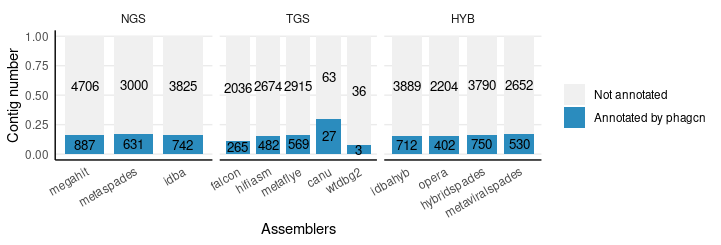 NGS TGS HYB
Contig number
1.00
0.75
0.50
0.25
0.00
4706 3000 3825 2036 2674 2915 63 36 3889 2204 3790 2652
887 631 742 265 482 569 27 3 712 402 750 530
megahit metaspades idba falcon hifiasm metaflye canu wtdbg2 idbahyb opera hybridspades metaviralspades
Assemblers
Not annotated
Annotated by phagcn